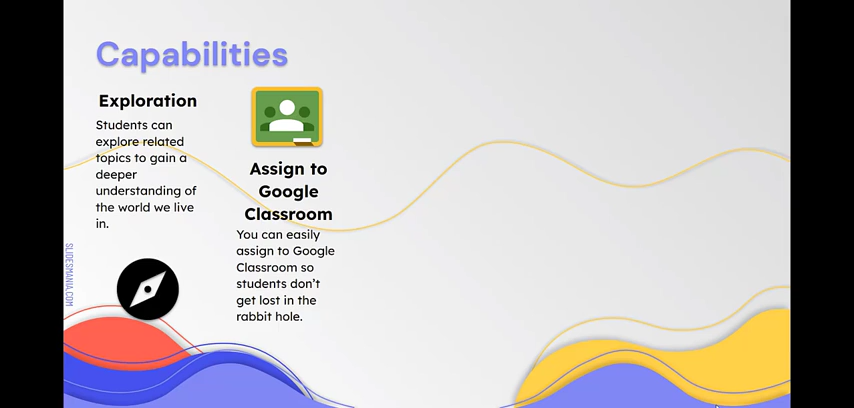 Capabilities
Exploration
Students can
explore related
topics to gain a
deeper
understanding of
the world we live
in.
Assign to
Google
Classroom
You can easily
assign to Google
Classroom so
students don't
get lost in the
rabbit hole.
SLIDESMANIA.COM